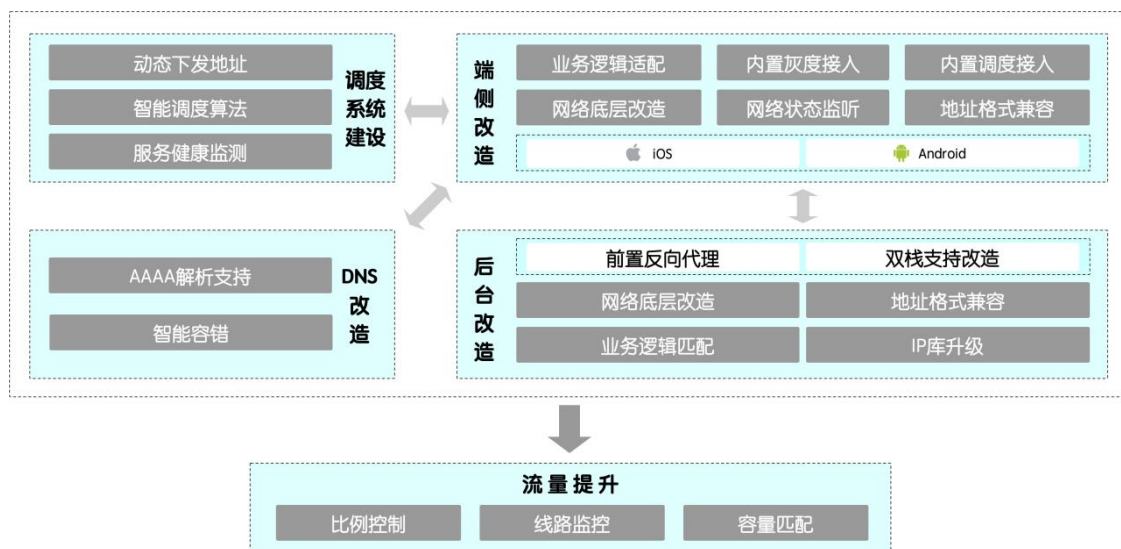 动态下发地址
智能调度算法
服务健康监测
调度
系统
建设
端
侧
改
造
业务逻辑适配
内置灰度接入
内置调度接入
网络底层改造
网络状态监听
地址格式兼容
iOS
Android
AAAA解析支持
智能容错
DNS
改
造
后
台
改
造
前置反向代理
双栈支持改造
网络底层改造
地址格式兼容
业务逻辑匹配
IP库升级
流量提升
比例控制
线路监控
容量匹配